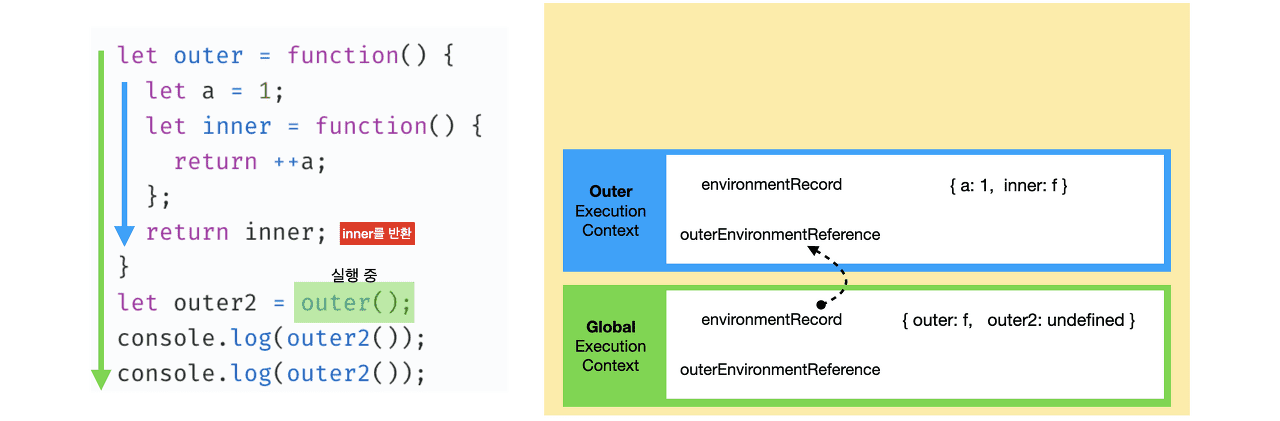 let outer = function() {
let a = 1;
let inner = function() {
return ++a;
};
return inner; inner를 반환
}
실행 중
let outer2 = outer();
console.log(outer2());
console.log(outer2());
Outer
Execution
Context
environmentRecord { a: 1, inner: f }
outerEnvironmentReference
Global
Execution
Context
environmentRecord { outer: f, outer2: undefined }
outerEnvironmentReference